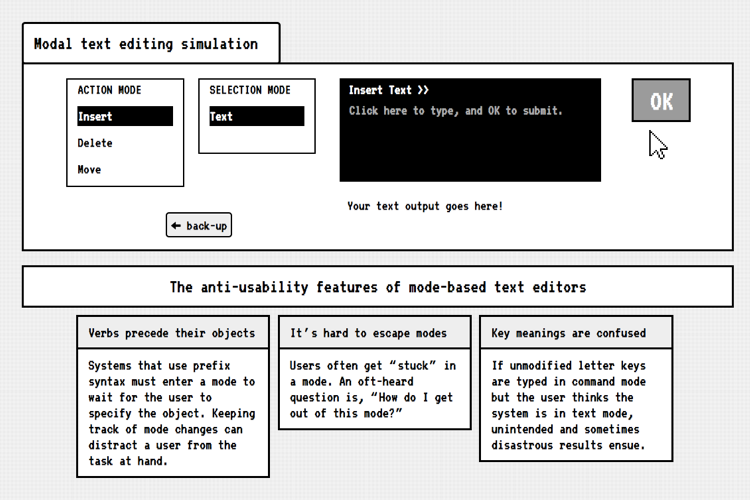 Modal text editing simulation
ACTION MODE
Insert
Delete
Move
SELECTION MODE
Text
Insert Text >>
Click here to type, and OK to submit.
OK
Your text output goes here!
← back-up
The anti-usability features of mode-based text editors
Verbs precede their objects
Systems that use prefix
syntax must enter a mode to
wait for the user to
specify the object. Keeping
track of mode changes can
distract a user from the
task at hand.
It’s hard to escape modes
Users often get “stuck” in
a mode. An oft-heard
question is, “How do I get
out of this mode?”
Key meanings are confused
If unmodified letter keys
are typed in command mode
but the user thinks the
system is in text mode,
unintended and sometimes
disastrous results ensue.